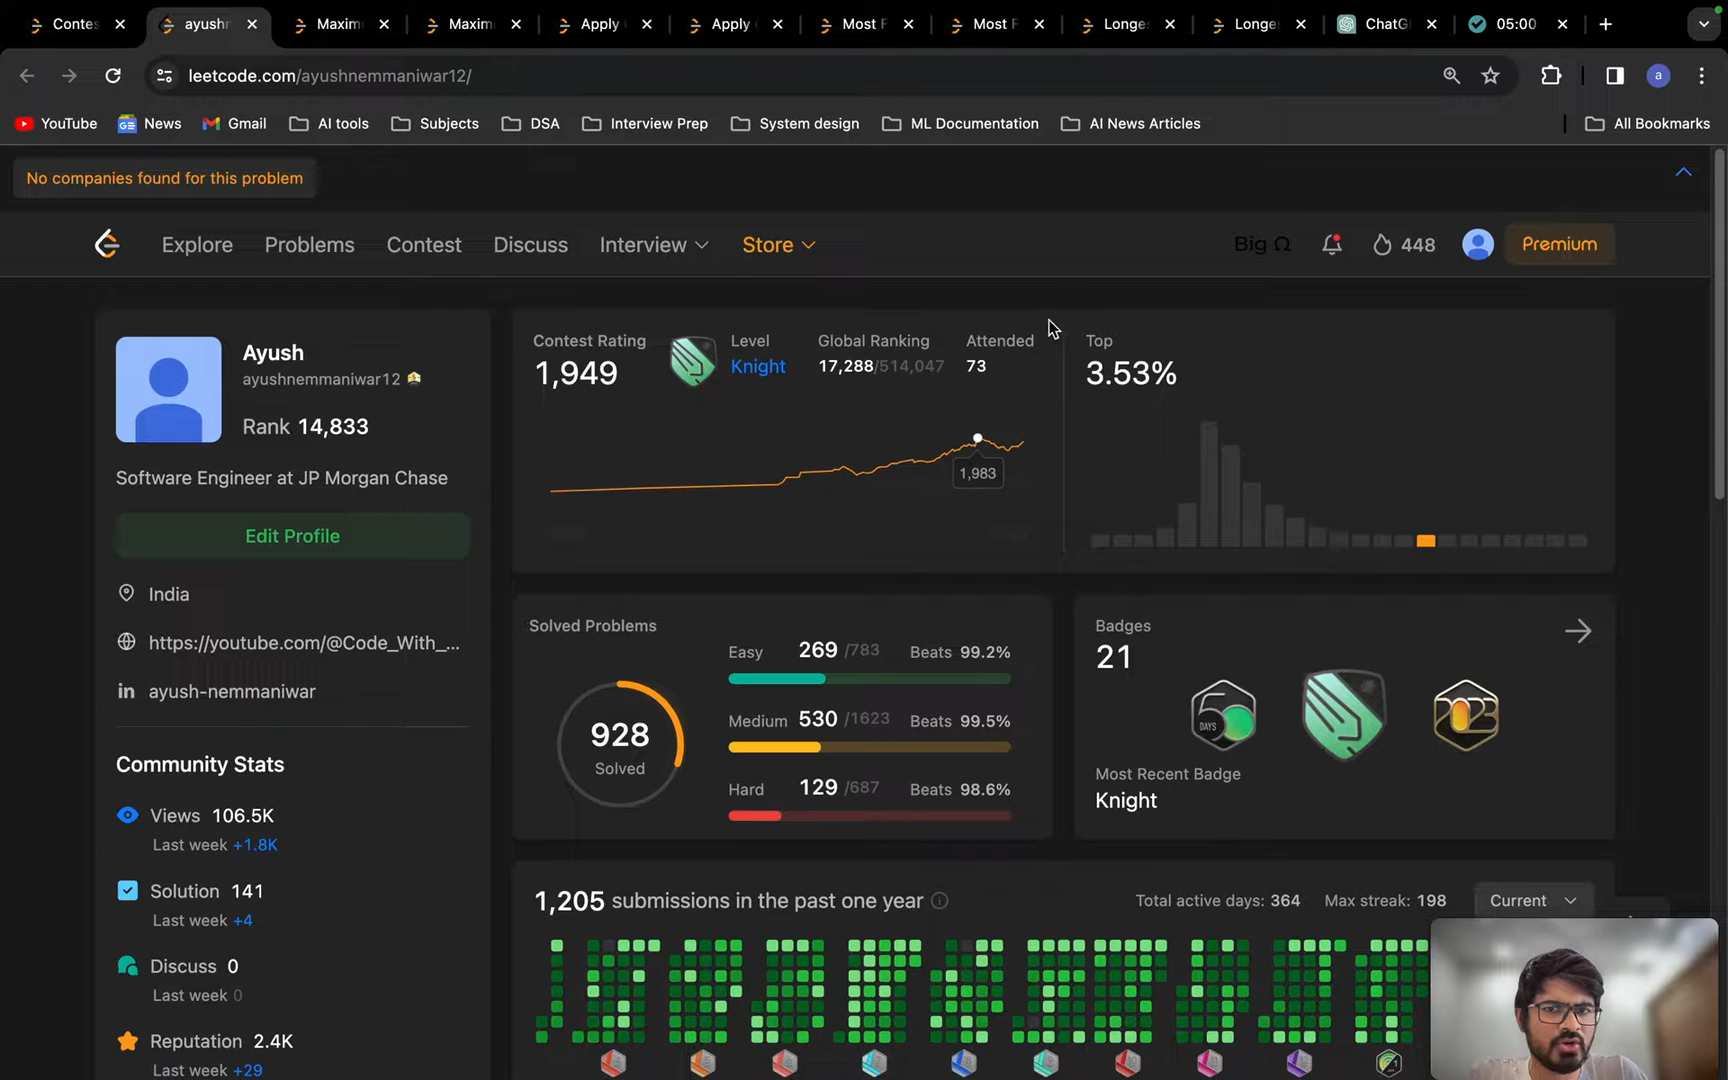 Contes
ayushn
Maxim
Maxim
Apply
Apply
Most F
Most F
Longe
Longe
ChatG
05:00
leetcode.com/ayushnemmaniwar12/
a
YouTube
News
Gmail
AI tools
Subjects
DSA
Interview Prep
System design
ML Documentation
AI News Articles
All Bookmarks
No companies found for this problem
Explore
Problems
Contest
Discuss
Interview
Store
Big Ω
448
Premium
Ayush
ayushnemmaniwar12
Rank 14,833
Software Engineer at JP Morgan Chase
Edit Profile
India
https://youtube.com/@Code_With_...
in ayush-nemmaniwar
Community Stats
Views 106.5K
Last week +1.8K
Solution 141
Last week +4
Discuss 0
Last week 0
Reputation 2.4K
Last week +29
Contest Rating
1,949
Level
Knight
Global Ranking
17,288/514,047
Attended
73
1,983
Top
3.53%
Solved Problems
928
Solved
Easy 269 /783 Beats 99.2%
Medium 530 /1623 Beats 99.5%
Hard 129 /687 Beats 98.6%
Badges
21
50
DAYS
2023
Most Recent Badge
Knight
1,205 submissions in the past one year
Total active days: 364
Max streak: 198
Current